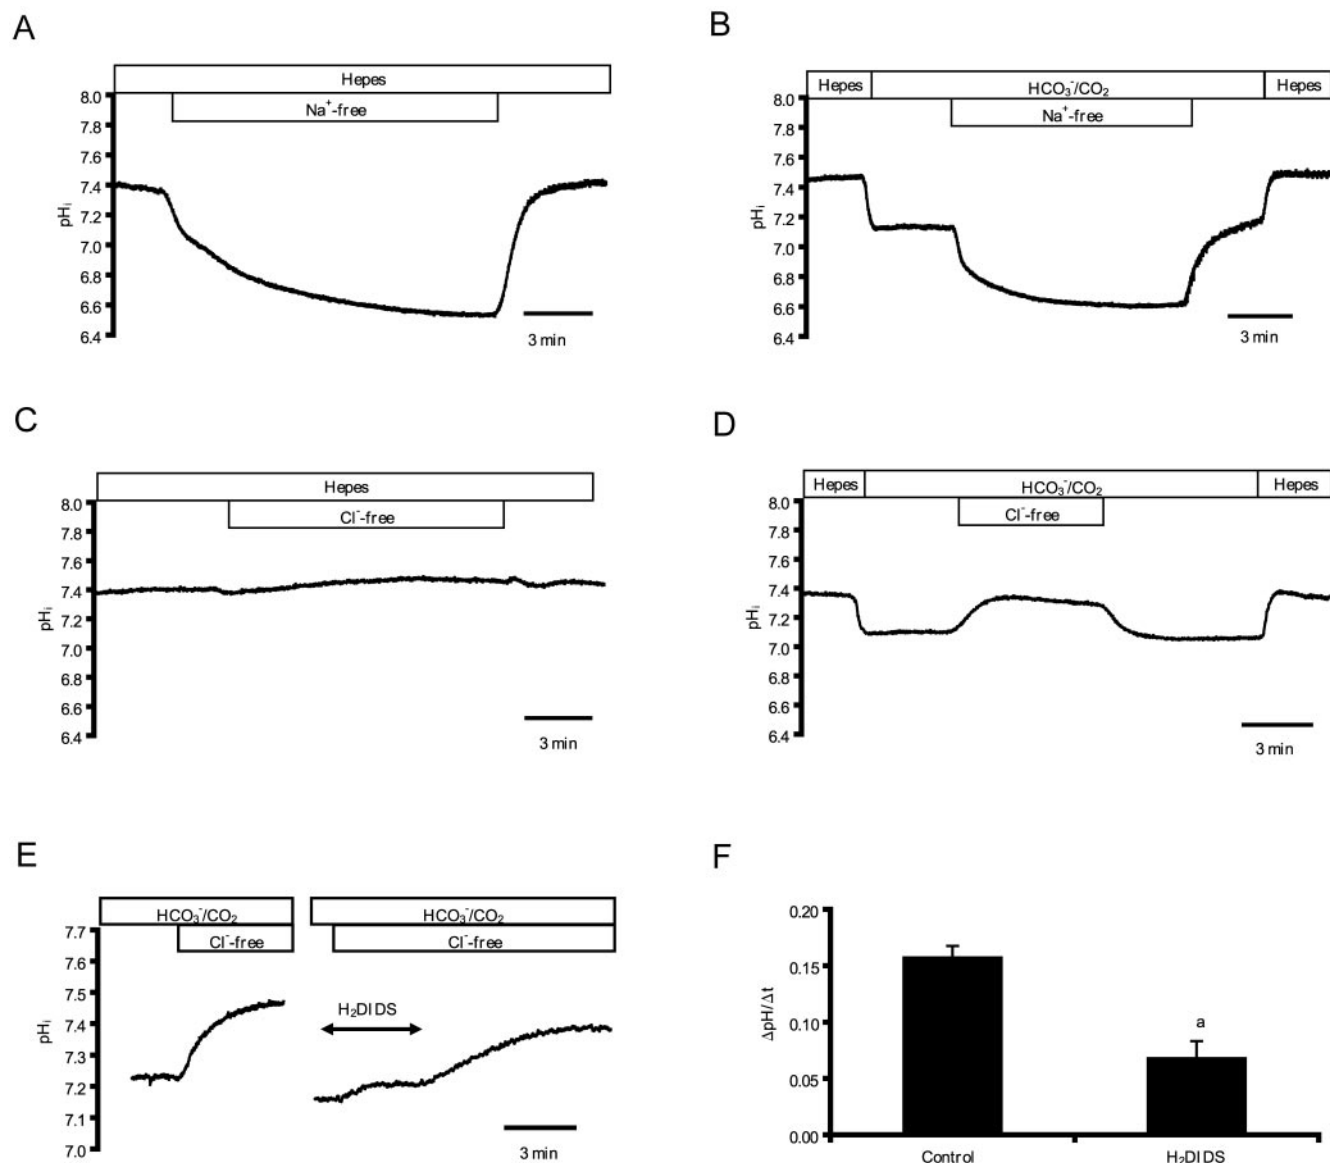 A
Hepes
Na⁺-free
8.0
7.8
7.6
7.4
7.2
7.0
6.8
6.6
6.4
pHᵢ
3 min
B
Hepes
HCO₃⁻/CO₂
Hepes
Na⁺-free
8.0
7.8
7.6
7.4
7.2
7.0
6.8
6.6
6.4
pHᵢ
3 min
C
Hepes
Cl⁻-free
8.0
7.8
7.6
7.4
7.2
7.0
6.8
6.6
6.4
pHᵢ
3 min
D
Hepes
HCO₃⁻/CO₂
Hepes
Cl⁻-free
8.0
7.8
7.6
7.4
7.2
7.0
6.8
6.6
6.4
pHᵢ
3 min
E
HCO₃⁻/CO₂
Cl⁻-free
HCO₃⁻/CO₂
Cl⁻-free
H₂DIDS
7.7
7.6
7.5
7.4
7.3
7.2
7.1
7.0
pHᵢ
3 min
F
0.20
0.15
0.10
0.05
0.00
ΔpH/Δt
a
Control
H₂DIDS